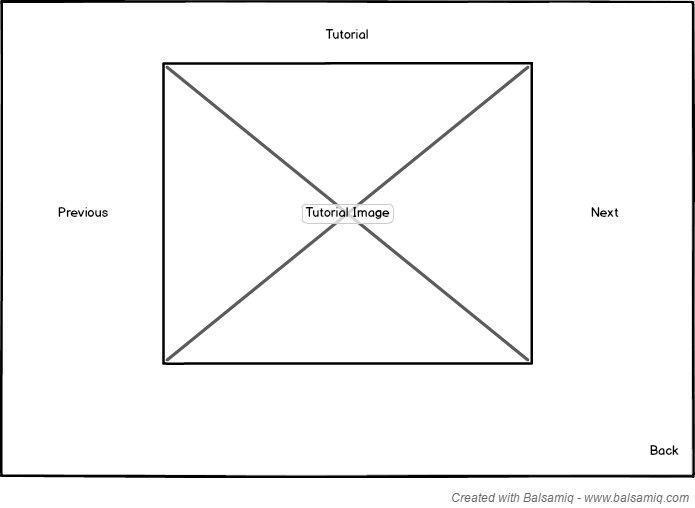 Tutorial
Previous
Tutorial Image
Next
Back
Created with Balsamiq - www.balsamiq.com